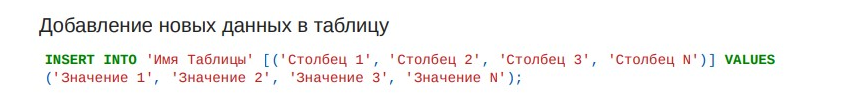 Добавление новых данных в таблицу
INSERT INTO 'Имя Таблицы' [('Столбец 1', 'Столбец 2', 'Столбец 3', 'Столбец N')] VALUES
('Значение 1', 'Значение 2', 'Значение 3', 'Значение N');